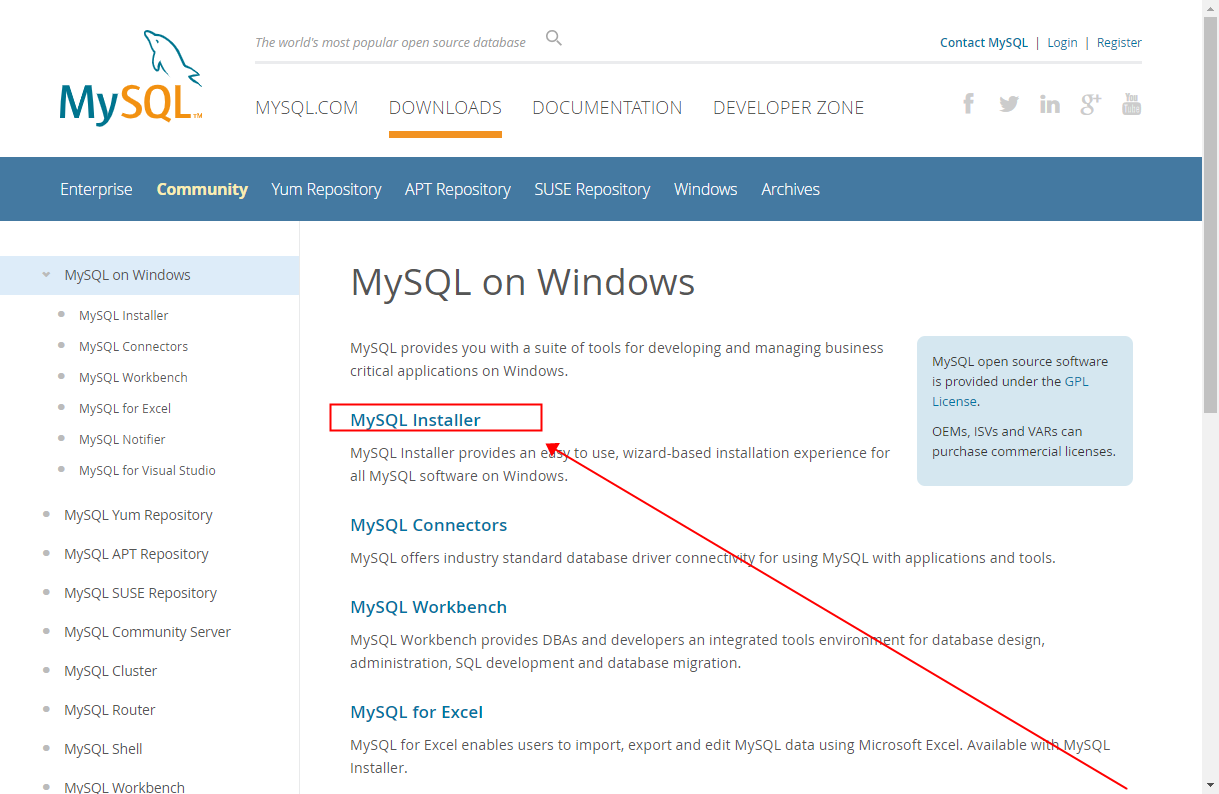 The world's most popular open source database
Contact MySQL | Login | Register
MySQL™
MYSQL.COM DOWNLOADS DOCUMENTATION DEVELOPER ZONE
f in g+ You Tube
Enterprise Community Yum Repository APT Repository SUSE Repository Windows Archives
MySQL on Windows
MySQL Installer
MySQL Connectors
MySQL Workbench
MySQL for Excel
MySQL Notifier
MySQL for Visual Studio
MySQL Yum Repository
MySQL APT Repository
MySQL SUSE Repository
MySQL Community Server
MySQL Cluster
MySQL Router
MySQL Shell
MySQL Workbench
MySQL on Windows
MySQL provides you with a suite of tools for developing and managing business
critical applications on Windows.
MySQL Installer
MySQL Installer provides an easy to use, wizard-based installation experience for
all MySQL software on Windows.
MySQL Connectors
MySQL offers industry standard database driver connectivity for using MySQL with applications and tools.
MySQL Workbench
MySQL Workbench provides DBAs and developers an integrated tools environment for database design,
administration, SQL development and database migration.
MySQL for Excel
MySQL for Excel enables users to import, export and edit MySQL data using Microsoft Excel. Available with MySQL
Installer.
MySQL open source software
is provided under the GPL
License.
OEMs, ISVs and VARs can
purchase commercial licenses.